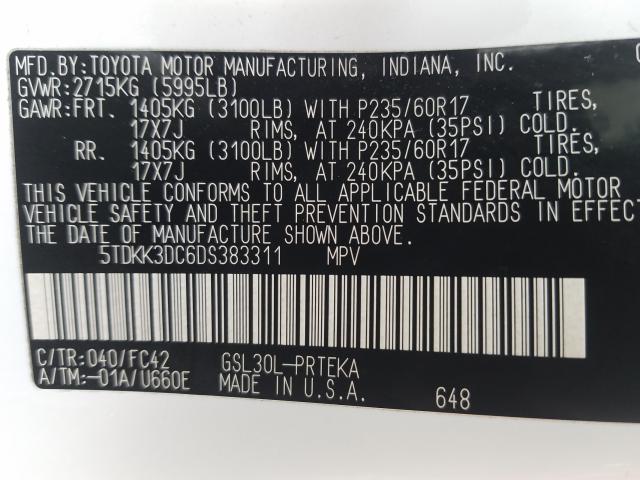 MFD.BY:TOYOTA MOTOR MANUFACTURING, INDIANA, INC.
GVWR:2715KG (5995LB)
GAWR:FRT. 1405KG (3100LB) WITH P235/60R17 TIRES,
17X7J RIMS, AT 240KPA (35PSI) COLD.
RR. 1405KG (3100LB) WITH P235/60R17 TIRES,
17X7J RIMS, AT 240KPA (35PSI) COLD.
THIS VEHICLE CONFORMS TO ALL APPLICABLE FEDERAL MOTOR
VEHICLE SAFETY AND THEFT PREVENTION STANDARDS IN EFFECT
THE DATE OF MANUFACTURE SHOWN ABOVE.
5TDKK3DC6DS383311 MPV
C/TR:040/FC42 GSL30L-PRTEKA
A/TM:-01A/U660E MADE IN U.S.A. 648